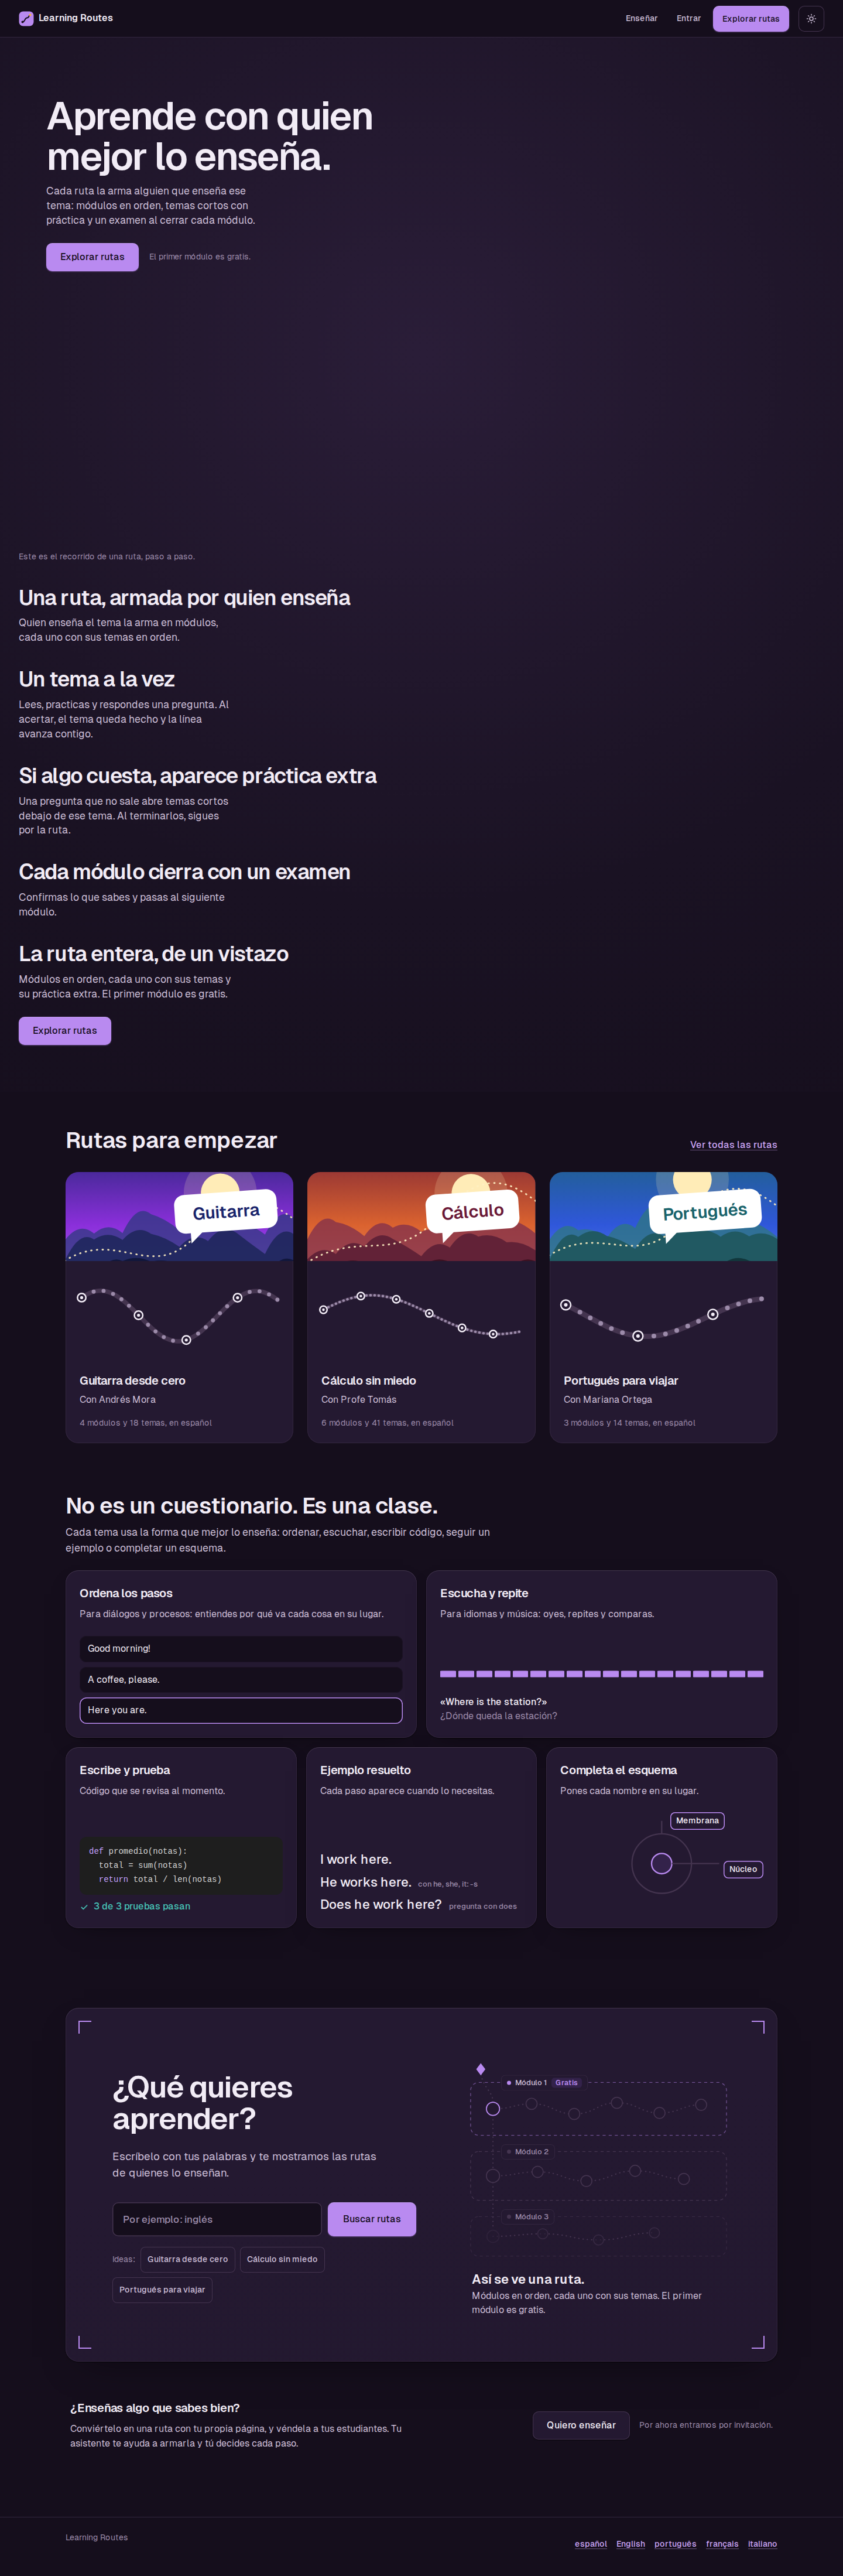 Learning Routes
Enseñar
Entrar
Explorar rutas
Aprende con quien
mejor lo enseña.
Cada ruta la arma alguien que enseña ese
tema: módulos en orden, temas cortos con
práctica y un examen al cerrar cada módulo.
Explorar rutas
El primer módulo es gratis.
Este es el recorrido de una ruta, paso a paso.
Una ruta, armada por quien enseña
Quien enseña el tema la arma en módulos,
cada uno con sus temas en orden.
Un tema a la vez
Lees, practicas y respondes una pregunta. Al
acertar, el tema queda hecho y la línea
avanza contigo.
Si algo cuesta, aparece práctica extra
Una pregunta que no sale abre temas cortos
debajo de ese tema. Al terminarlos, sigues
por la ruta.
Cada módulo cierra con un examen
Confirmas lo que sabes y pasas al siguiente
módulo.
La ruta entera, de un vistazo
Módulos en orden, cada uno con sus temas y
su práctica extra. El primer módulo es gratis.
Explorar rutas
Rutas para empezar
Ver todas las rutas
Guitarra
Guitarra desde cero
Con Andrés Mora
4 módulos y 18 temas, en español
Cálculo
Cálculo sin miedo
Con Profe Tomás
6 módulos y 41 temas, en español
Portugués
Portugués para viajar
Con Mariana Ortega
3 módulos y 14 temas, en español
No es un cuestionario. Es una clase.
Cada tema usa la forma que mejor lo enseña: ordenar, escuchar, escribir código, seguir un
ejemplo o completar un esquema.
Ordena los pasos
Para diálogos y procesos: entiendes por qué va cada cosa en su lugar.
Good morning!
A coffee, please.
Here you are.
Escucha y repite
Para idiomas y música: oyes, repites y comparas.
«Where is the station?»
¿Dónde queda la estación?
Escribe y prueba
Código que se revisa al momento.
def promedio(notas):
total = sum(notas)
return total / len(notas)
3 de 3 pruebas pasan
Ejemplo resuelto
Cada paso aparece cuando lo necesitas.
I work here.
He works here. con he, she, it: -s
Does he work here? pregunta con does
Completa el esquema
Pones cada nombre en su lugar.
Membrana
Núcleo
¿Qué quieres
aprender?
Escríbelo con tus palabras y te mostramos las rutas
de quienes lo enseñan.
Por ejemplo: inglés
Buscar rutas
Ideas:
Guitarra desde cero
Cálculo sin miedo
Portugués para viajar
Módulo 1 Gratis
Módulo 2
Módulo 3
Así se ve una ruta.
Módulos en orden, cada uno con sus temas. El primer
módulo es gratis.
¿Enseñas algo que sabes bien?
Conviértelo en una ruta con tu propia página, y véndela a tus estudiantes. Tu
asistente te ayuda a armarla y tú decides cada paso.
Quiero enseñar
Por ahora entramos por invitación.
Learning Routes
español English português français italiano